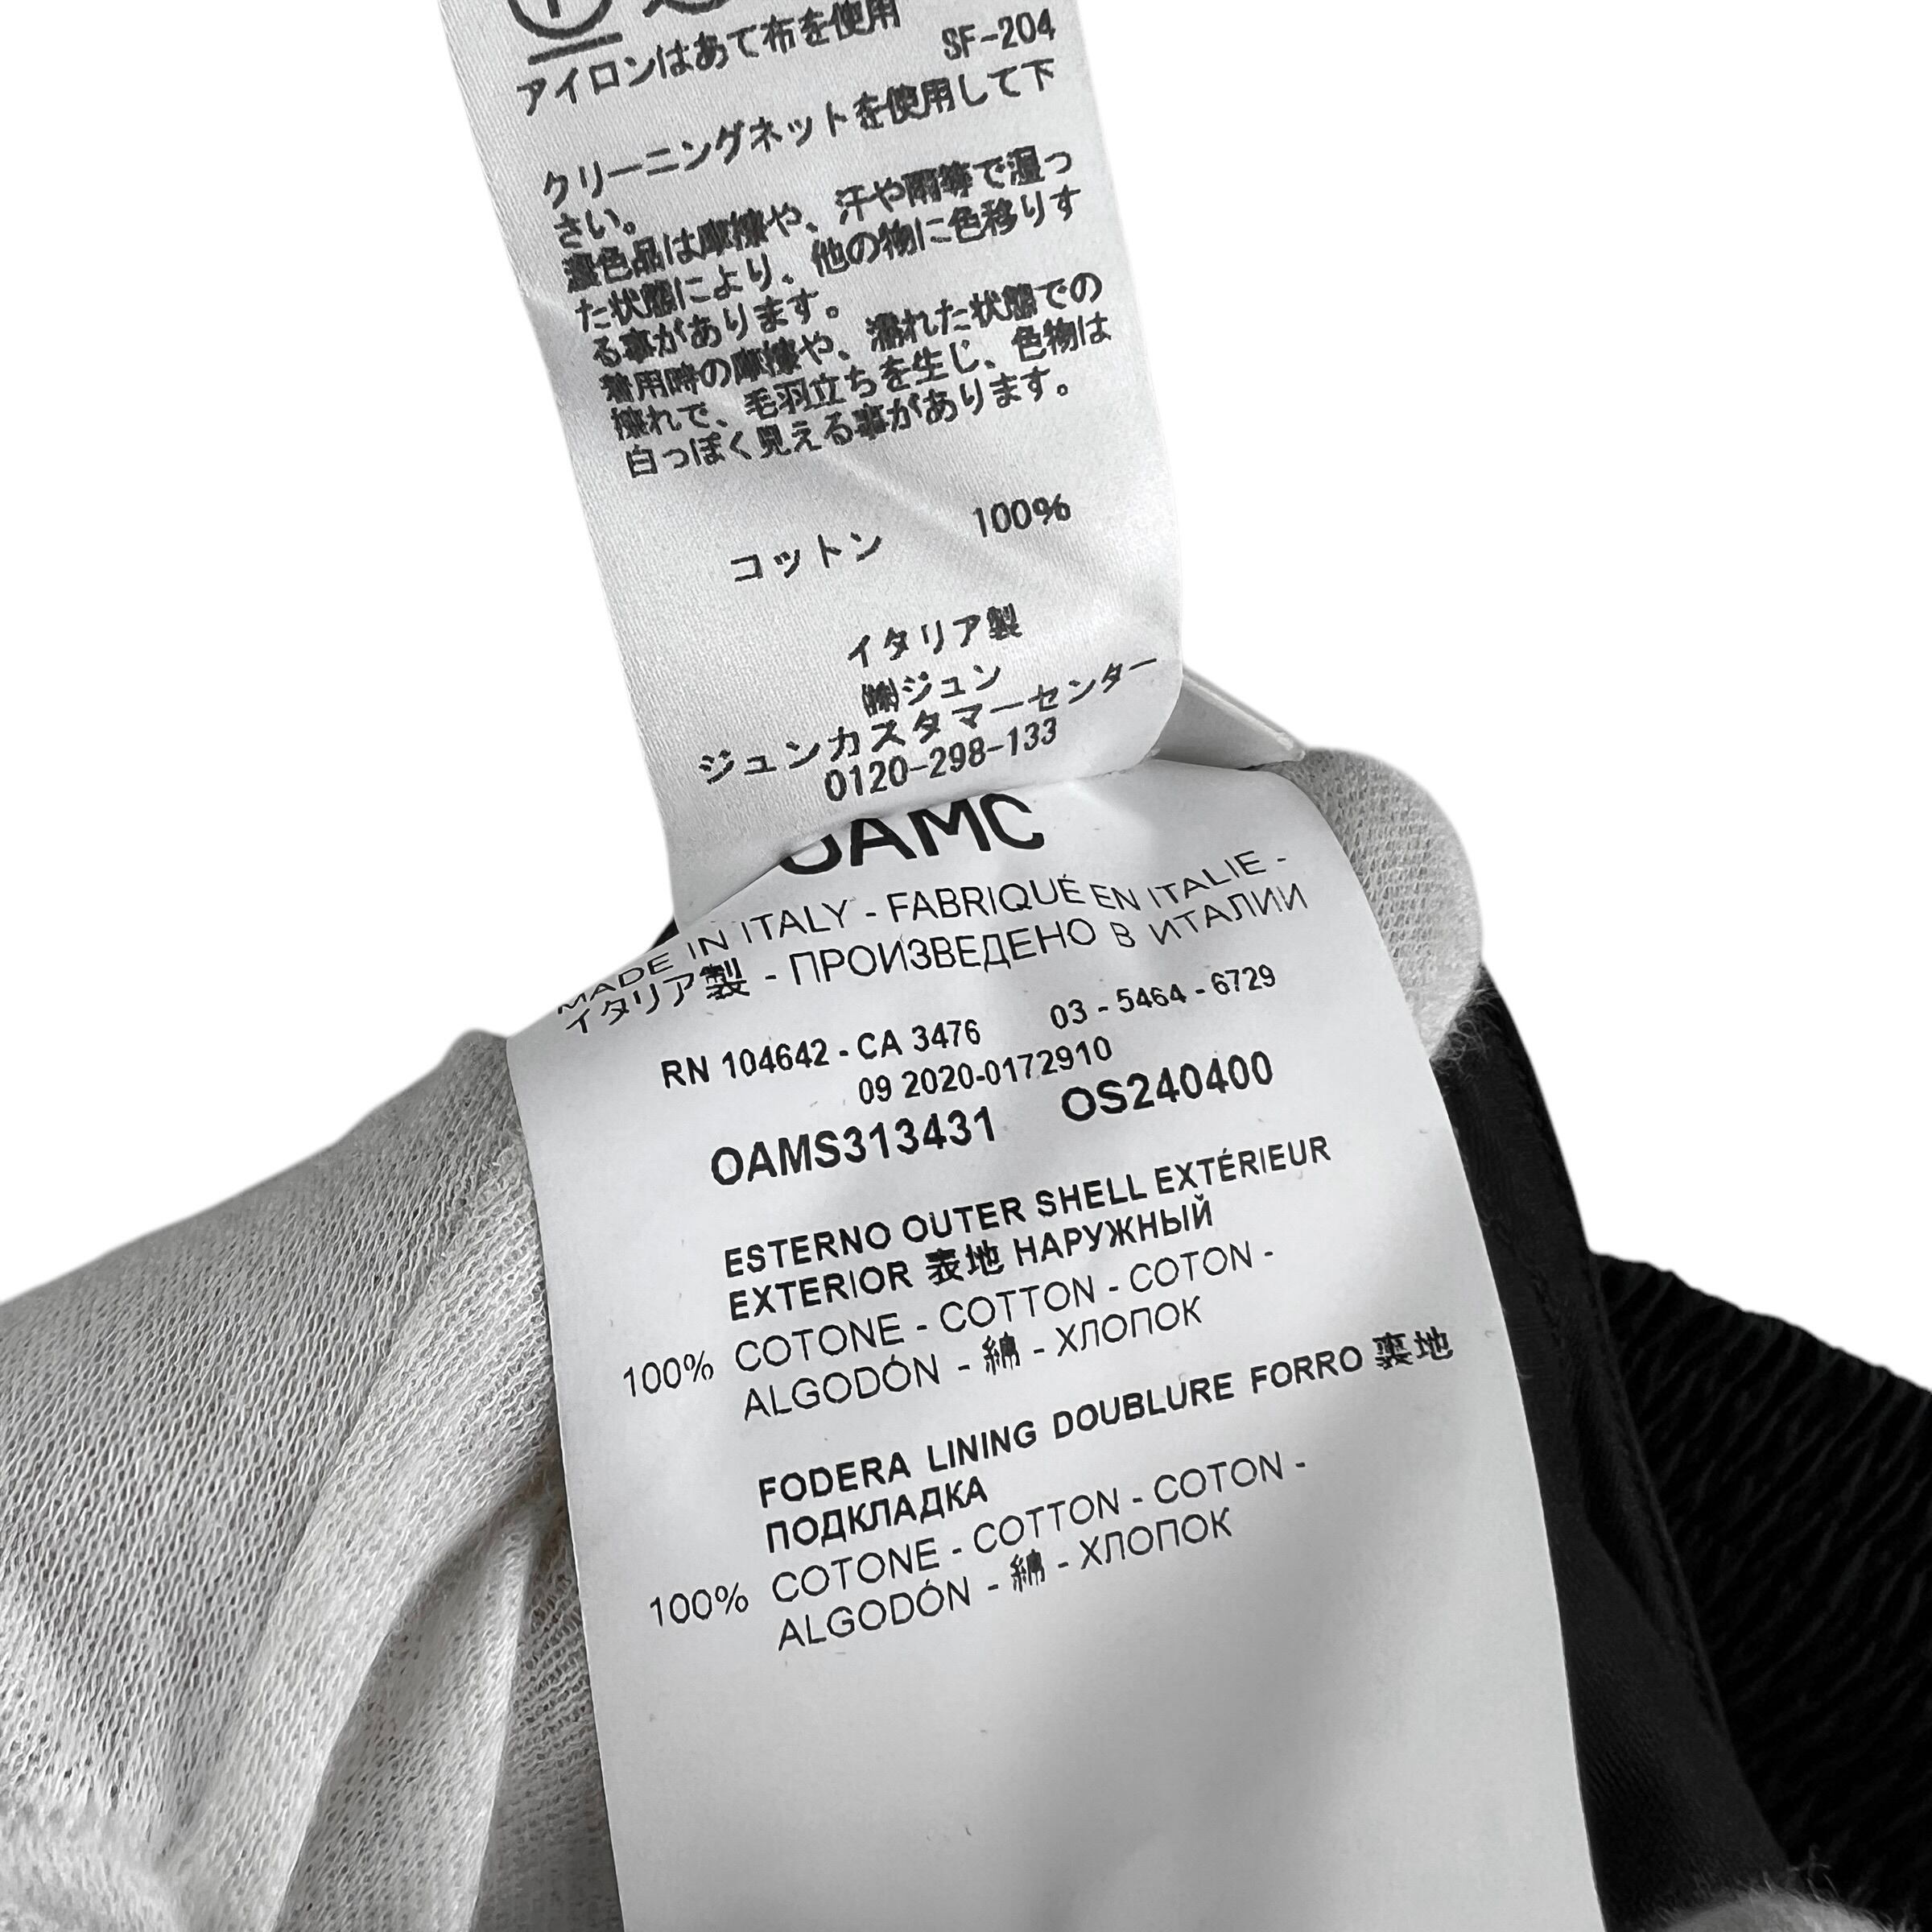 アイロンはあて布を使用
SF-204
クリーニングネットを使用して下
さい。
濃色品は摩擦や、汗や雨等で湿っ
た状態により、他の物に色移りす
る事があります。
着用時の摩擦や、濡れた状態での
擦れで、毛羽立ちを生じ、色物は
白っぽく見える事があります。
コットン 100%
イタリア製
㈱ジュン
ジュンカスタマーセンター
0120-298-133
OAMC
MADE IN ITALY - FABRIQUÉ EN ITALIE -
イタリア製 - ПРОИЗВЕДЕНО В ИТАЛИИ
RN 104642 - CA 3476 03 - 5464 - 6729
09 2020-0172910
OAMS313431 OS240400
ESTERNO OUTER SHELL EXTÉRIEUR
EXTERIOR 表地 НАРУЖНЫЙ
100% COTONE - COTTON - COTON -
ALGODÓN - 綿 - ХЛОПОК
FODERA LINING DOUBLURE FORRO 裏地
ПОДКЛАДКА
100% COTONE - COTTON - COTON -
ALGODÓN - 綿 - ХЛОПОК